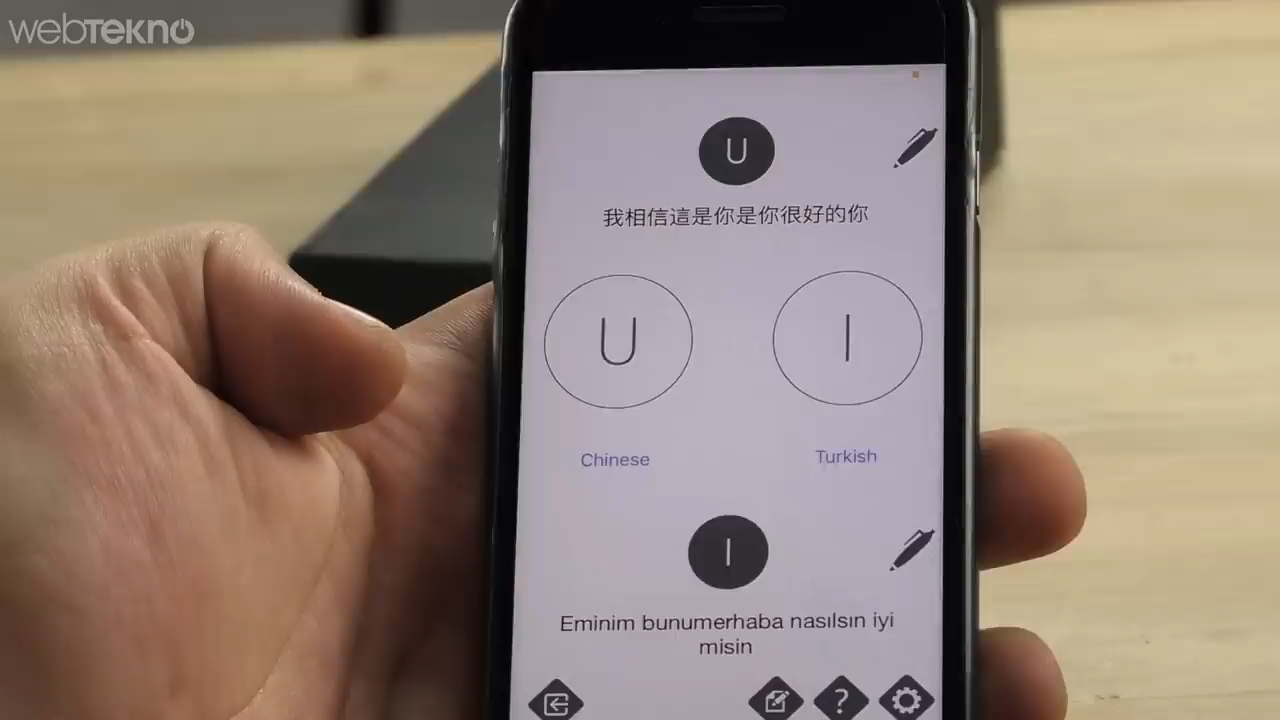 webtekno
U
我相信這是你是你很好的你
U I
Chinese Turkish
I
Eminim bunumerhaba nasılsın iyi
misin
?